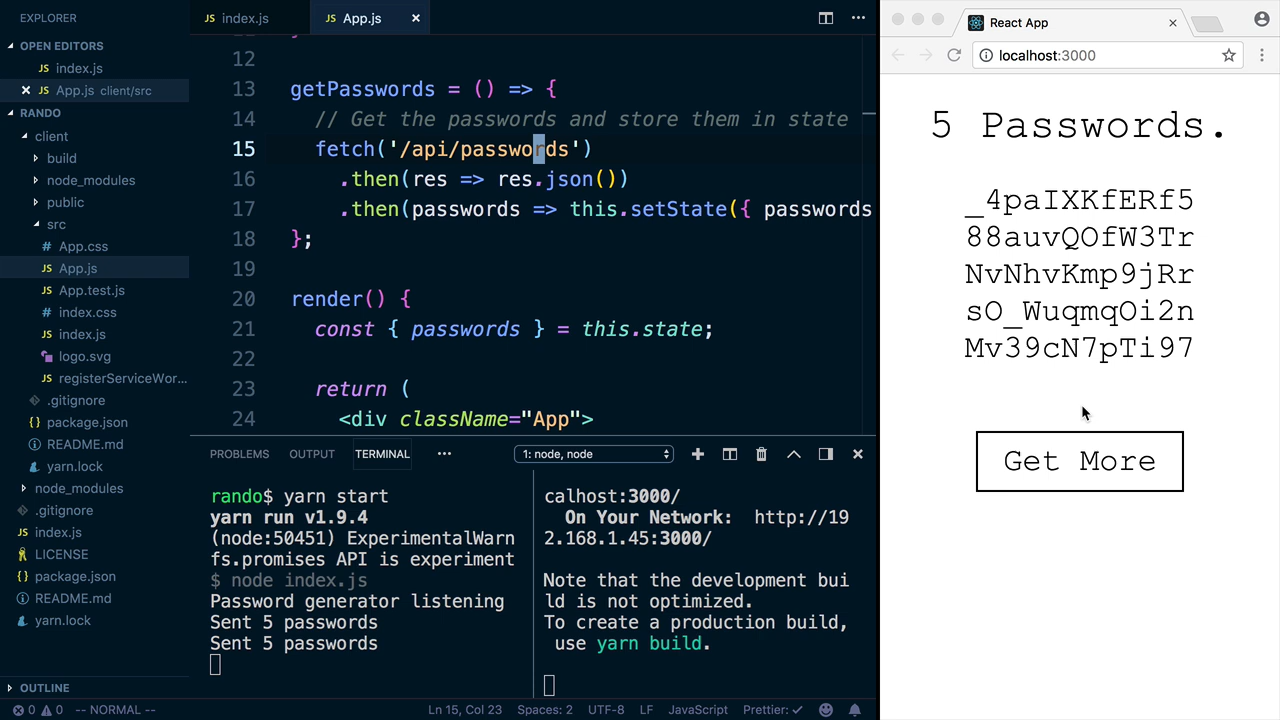 EXPLORER
OPEN EDITORS
JS index.js
× JS App.js client/src
RANDO
client
build
node_modules
public
src
# App.css
JS App.js
JS App.test.js
# index.css
JS index.js
logo.svg
JS registerServiceWor...
.gitignore
package.json
README.md
yarn.lock
node_modules
.gitignore
JS index.js
LICENSE
package.json
README.md
yarn.lock
OUTLINE
JS index.js
JS App.js ×
12
13 getPasswords = () => {
14 // Get the passwords and store them in state
15 fetch('/api/passwords')
16 .then(res => res.json())
17 .then(passwords => this.setState({ passwords
18 };
19
20 render() {
21 const { passwords } = this.state;
22
23 return (
24 <div className="App">
PROBLEMS OUTPUT TERMINAL ••• 1: node, node
rando$ yarn start
yarn run v1.9.4
(node:50451) ExperimentalWarn
fs.promises API is experiment
$ node index.js
Password generator listening
Sent 5 passwords
Sent 5 passwords
calhost:3000/
On Your Network: http://19
2.168.1.45:3000/
Note that the development bui
ld is not optimized.
To create a production build,
use yarn build.
0 0 -- NORMAL -- Ln 15, Col 23 Spaces: 2 UTF-8 LF JavaScript Prettier: ✓
React App ×
localhost:3000
5 Passwords.
_4paIXKfERf5
88auvQOfW3Tr
NvNhvKmp9jRr
sO_WuqmqOi2n
Mv39cN7pTi97
Get More